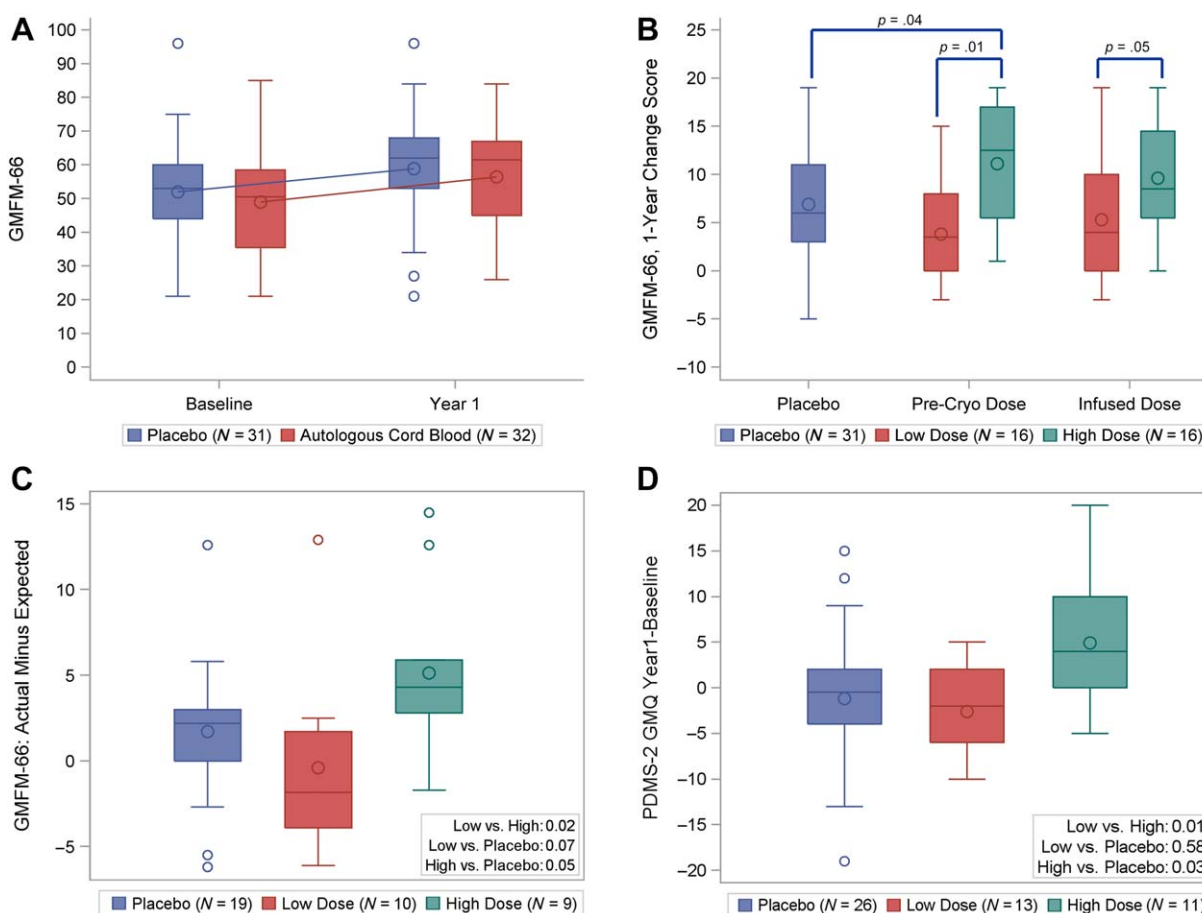 A
GMFM-66
100
90
80
70
60
50
40
30
20
10
0
Baseline Year 1
Placebo (N = 31) Autologous Cord Blood (N = 32)
B
GMFM-66, 1-Year Change Score
25
20
15
10
5
0
−5
−10
p = .04
p = .01
p = .05
Placebo Pre-Cryo Dose Infused Dose
Placebo (N = 31) Low Dose (N = 16) High Dose (N = 16)
C
GMFM-66: Actual Minus Expected
15
10
5
0
−5
Low vs. High: 0.02
Low vs. Placebo: 0.07
High vs. Placebo: 0.05
Placebo (N = 19) Low Dose (N = 10) High Dose (N = 9)
D
PDMS-2 GMQ Year1-Baseline
20
15
10
5
0
−5
−10
−15
−20
Low vs. High: 0.01
Low vs. Placebo: 0.58
High vs. Placebo: 0.03
Placebo (N = 26) Low Dose (N = 13) High Dose (N = 11)